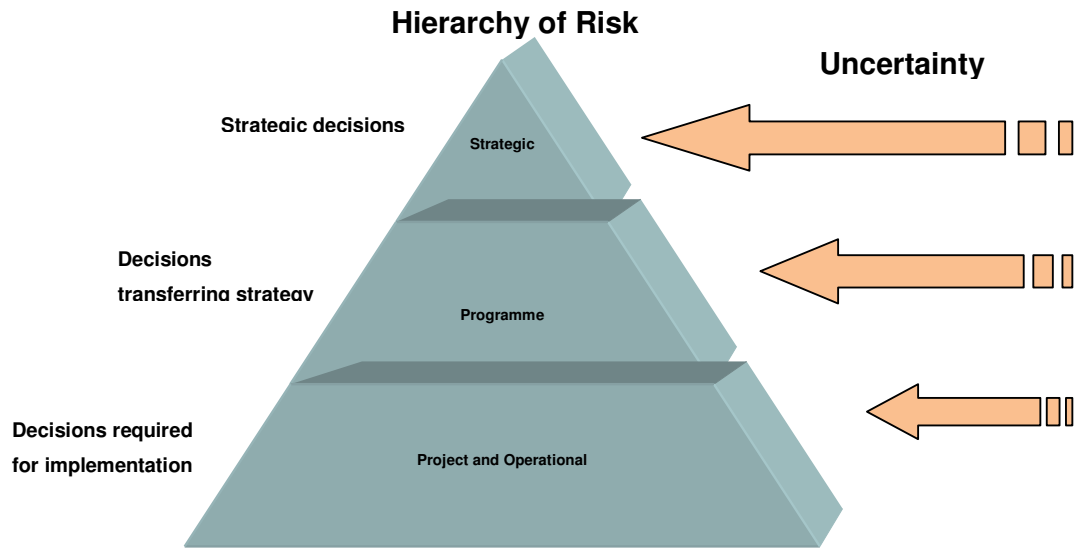 Hierarchy of Risk
Uncertainty
Strategic decisions
Strategic
Decisions
transferring strategy
Programme
Decisions required
for implementation
Project and Operational